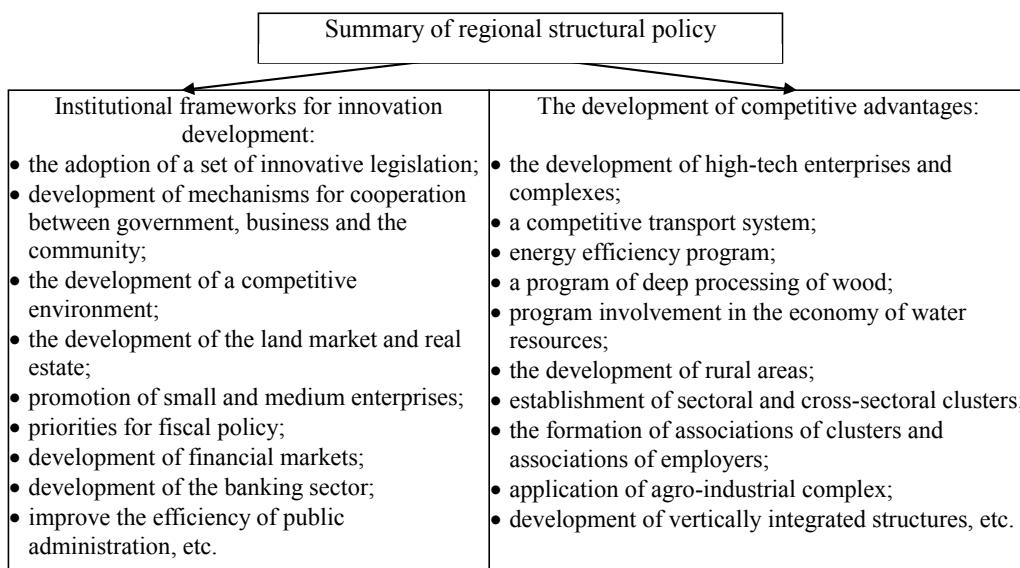 Summary of regional structural policy
Institutional frameworks for innovation
development:
• the adoption of a set of innovative legislation;
• development of mechanisms for cooperation
between government, business and the
community;
• the development of a competitive
environment;
• the development of the land market and real
estate;
• promotion of small and medium enterprises;
• priorities for fiscal policy;
• development of financial markets;
• development of the banking sector;
• improve the efficiency of public
administration, etc.
The development of competitive advantages:
• the development of high-tech enterprises and
complexes;
• a competitive transport system;
• energy efficiency program;
• a program of deep processing of wood;
• program involvement in the economy of water
resources;
• the development of rural areas;
• establishment of sectoral and cross-sectoral clusters;
• the formation of associations of clusters and
associations of employers;
• application of agro-industrial complex;
• development of vertically integrated structures, etc.